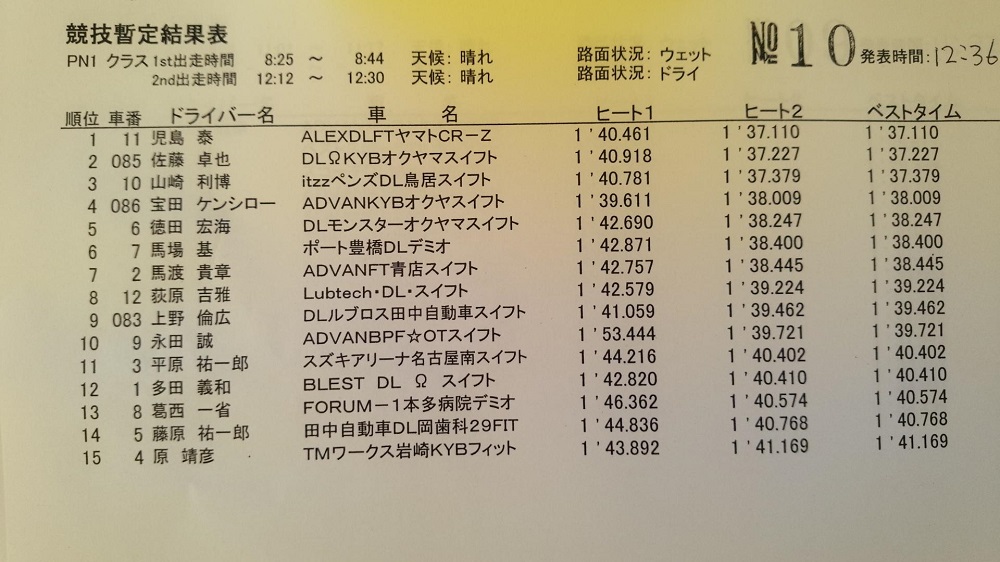 競技暫定結果表
PN1 クラス 1st出走時間 8:25 ～ 8:44 天候：晴れ 路面状況：ウェット
2nd出走時間 12:12 ～ 12:30 天候：晴れ 路面状況：ドライ
№10 発表時間：12:36
順位 車番 ドライバー名 車 名 ヒート1 ヒート2 ベストタイム
1 11 児島 泰 ALEXDLFTヤマトCR－Z 1'40.461 1'37.110 1'37.110
2 085 佐藤 卓也 DLΩKYBオクヤマスイフト 1'40.918 1'37.227 1'37.227
3 10 山崎 利博 itzzペンズDL鳥居スイフト 1'40.781 1'37.379 1'37.379
4 086 宝田 ケンシロー ADVANKYBオクヤスイフト 1'39.611 1'38.009 1'38.009
5 6 徳田 宏海 DLモンスターオクヤマスイフト 1'42.690 1'38.247 1'38.247
6 7 馬場 基 ポート豊橋DLデミオ 1'42.871 1'38.400 1'38.400
7 2 馬渡 貴章 ADVANFT青店スイフト 1'42.757 1'38.445 1'38.445
8 12 荻原 吉雅 Lubtech・DL・スイフト 1'42.579 1'39.224 1'39.224
9 083 上野 倫広 DLルブロス田中自動車スイフト 1'41.059 1'39.462 1'39.462
10 9 永田 誠 ADVANBPF☆OTスイフト 1'53.444 1'39.721 1'39.721
11 3 平原 祐一郎 スズキアリーナ名古屋南スイフト 1'44.216 1'40.402 1'40.402
12 1 多田 義和 BLEST DL Ω スイフト 1'42.820 1'40.410 1'40.410
13 8 葛西 一省 FORUM－1本多病院デミオ 1'46.362 1'40.574 1'40.574
14 5 藤原 祐一郎 田中自動車DL岡歯科29FIT 1'44.836 1'40.768 1'40.768
15 4 原 靖彦 TMワークス岩崎KYBフィット 1'43.892 1'41.169 1'41.169